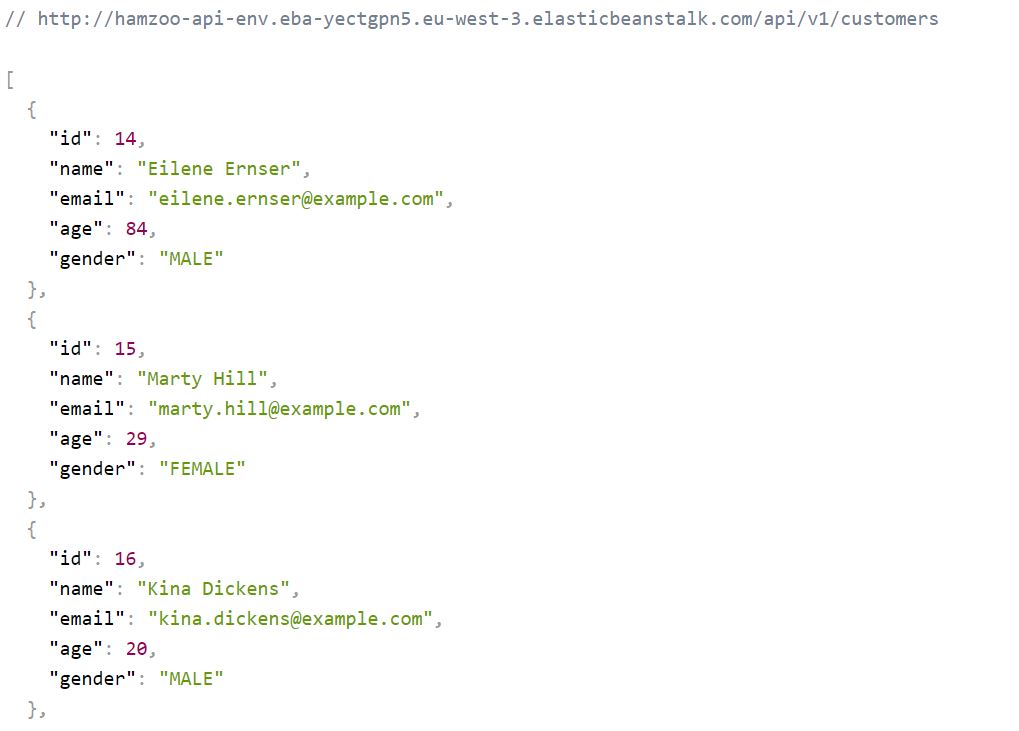 // http://hamzoo-api-env.eba-yectgpn5.eu-west-3.elasticbeanstalk.com/api/v1/customers
[
{
"id": 14,
"name": "Eilene Ernser",
"email": "eilene.ernser@example.com",
"age": 84,
"gender": "MALE"
},
{
"id": 15,
"name": "Marty Hill",
"email": "marty.hill@example.com",
"age": 29,
"gender": "FEMALE"
},
{
"id": 16,
"name": "Kina Dickens",
"email": "kina.dickens@example.com",
"age": 20,
"gender": "MALE"
},